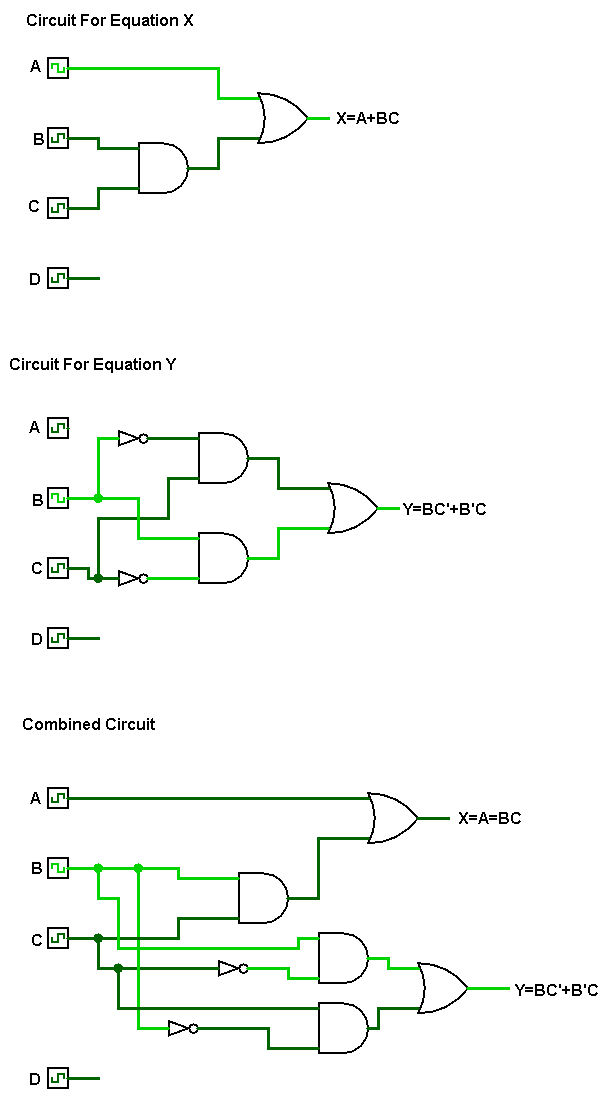 Circuit For Equation X
A
X=A+BC
B
C
D
Circuit For Equation Y
A
B
Y=BC'+B'C
C
D
Combined Circuit
A
X=A=BC
B
C
Y=BC'+B'C
D